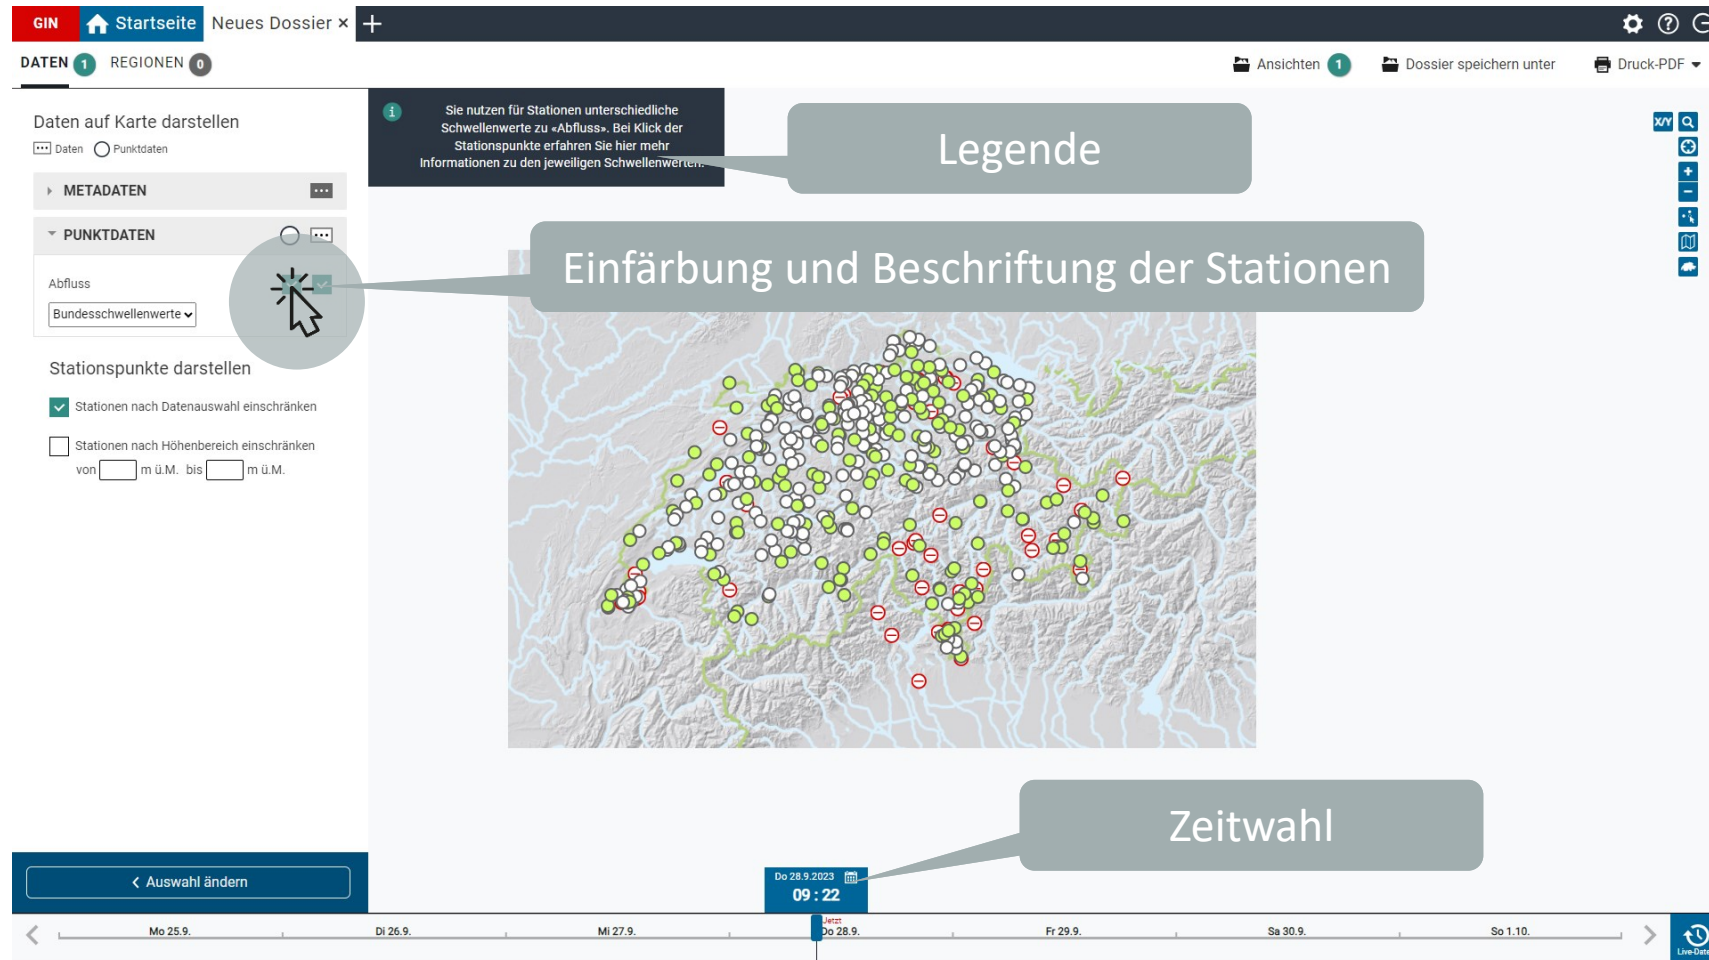 GIN Startseite Neues Dossier ×
DATEN 1 REGIONEN 0
Ansichten 1 Dossier speichern unter Druck-PDF
Daten auf Karte darstellen
Daten Punktdaten
METADATEN
PUNKTDATEN
Abfluss
Bundesschwellenwerte
Stationspunkte darstellen
Stationen nach Datenauswahl einschränken
Stationen nach Höhenbereich einschränken
von m ü.M. bis m ü.M.
Auswahl ändern
Sie nutzen für Stationen unterschiedliche
Schwellenwerte zu «Abfluss». Bei Klick der
Stationspunkte erfahren Sie hier mehr
Informationen zu den jeweiligen Schwellenwerten.
Legende
X/Y
Einfärbung und Beschriftung der Stationen
Zeitwahl
Do 28.9.2023
09 : 22
Jetzt
Mo 25.9. Di 26.9. Mi 27.9. Do 28.9. Fr 29.9. Sa 30.9. So 1.10.
Live-Date